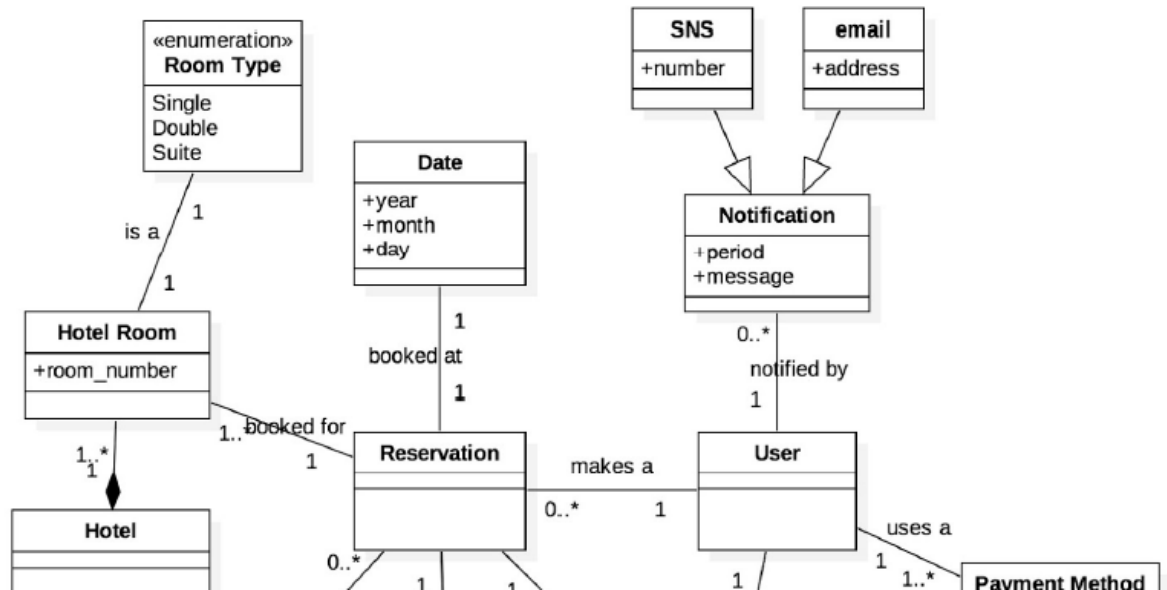 «enumeration»
Room Type
Single
Double
Suite
SNS
+number
email
+address
Date
+year
+month
+day
Notification
+period
+message
is a
1
1
Hotel Room
+room_number
booked at
1
1
0..*
notified by
1
1..*
booked for
1
Reservation
makes a
0..*
1
User
1..*
1
Hotel
uses a
1
1..*
Payment Method
0..*
1
1
1